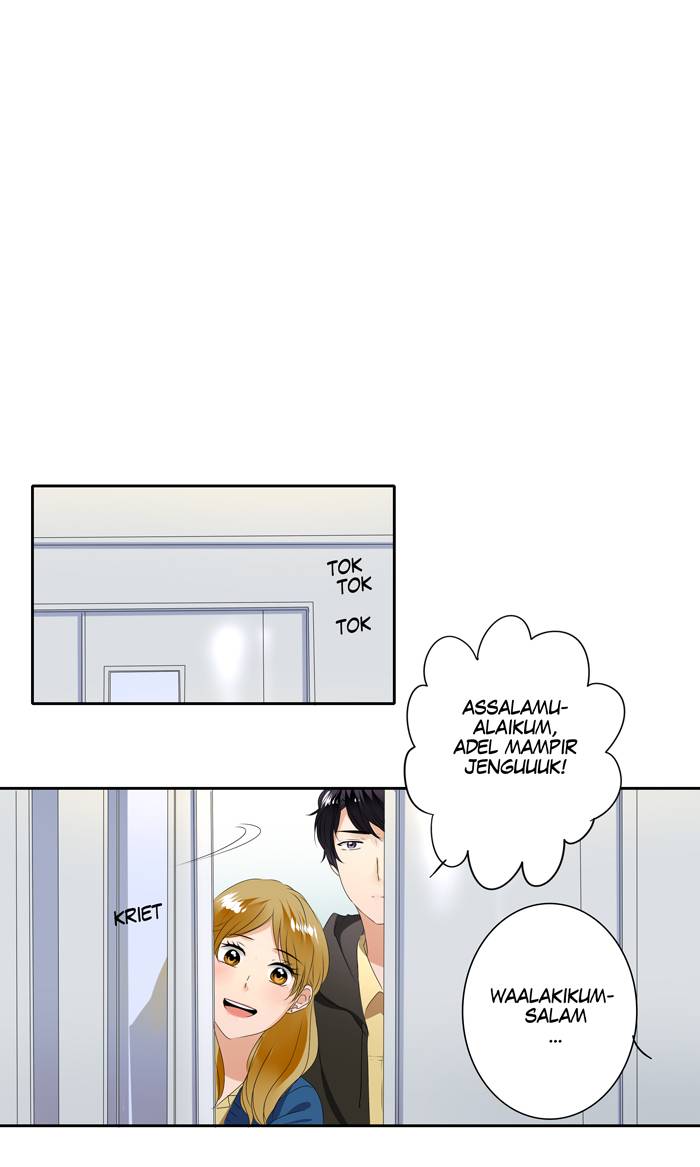 TOK
TOK
TOK
ASSALAMU-
ALAIKUM,
ADEL MAMPIR
JENGUUUK!
KRIET
WAALAKIKUM-
SALAM
...